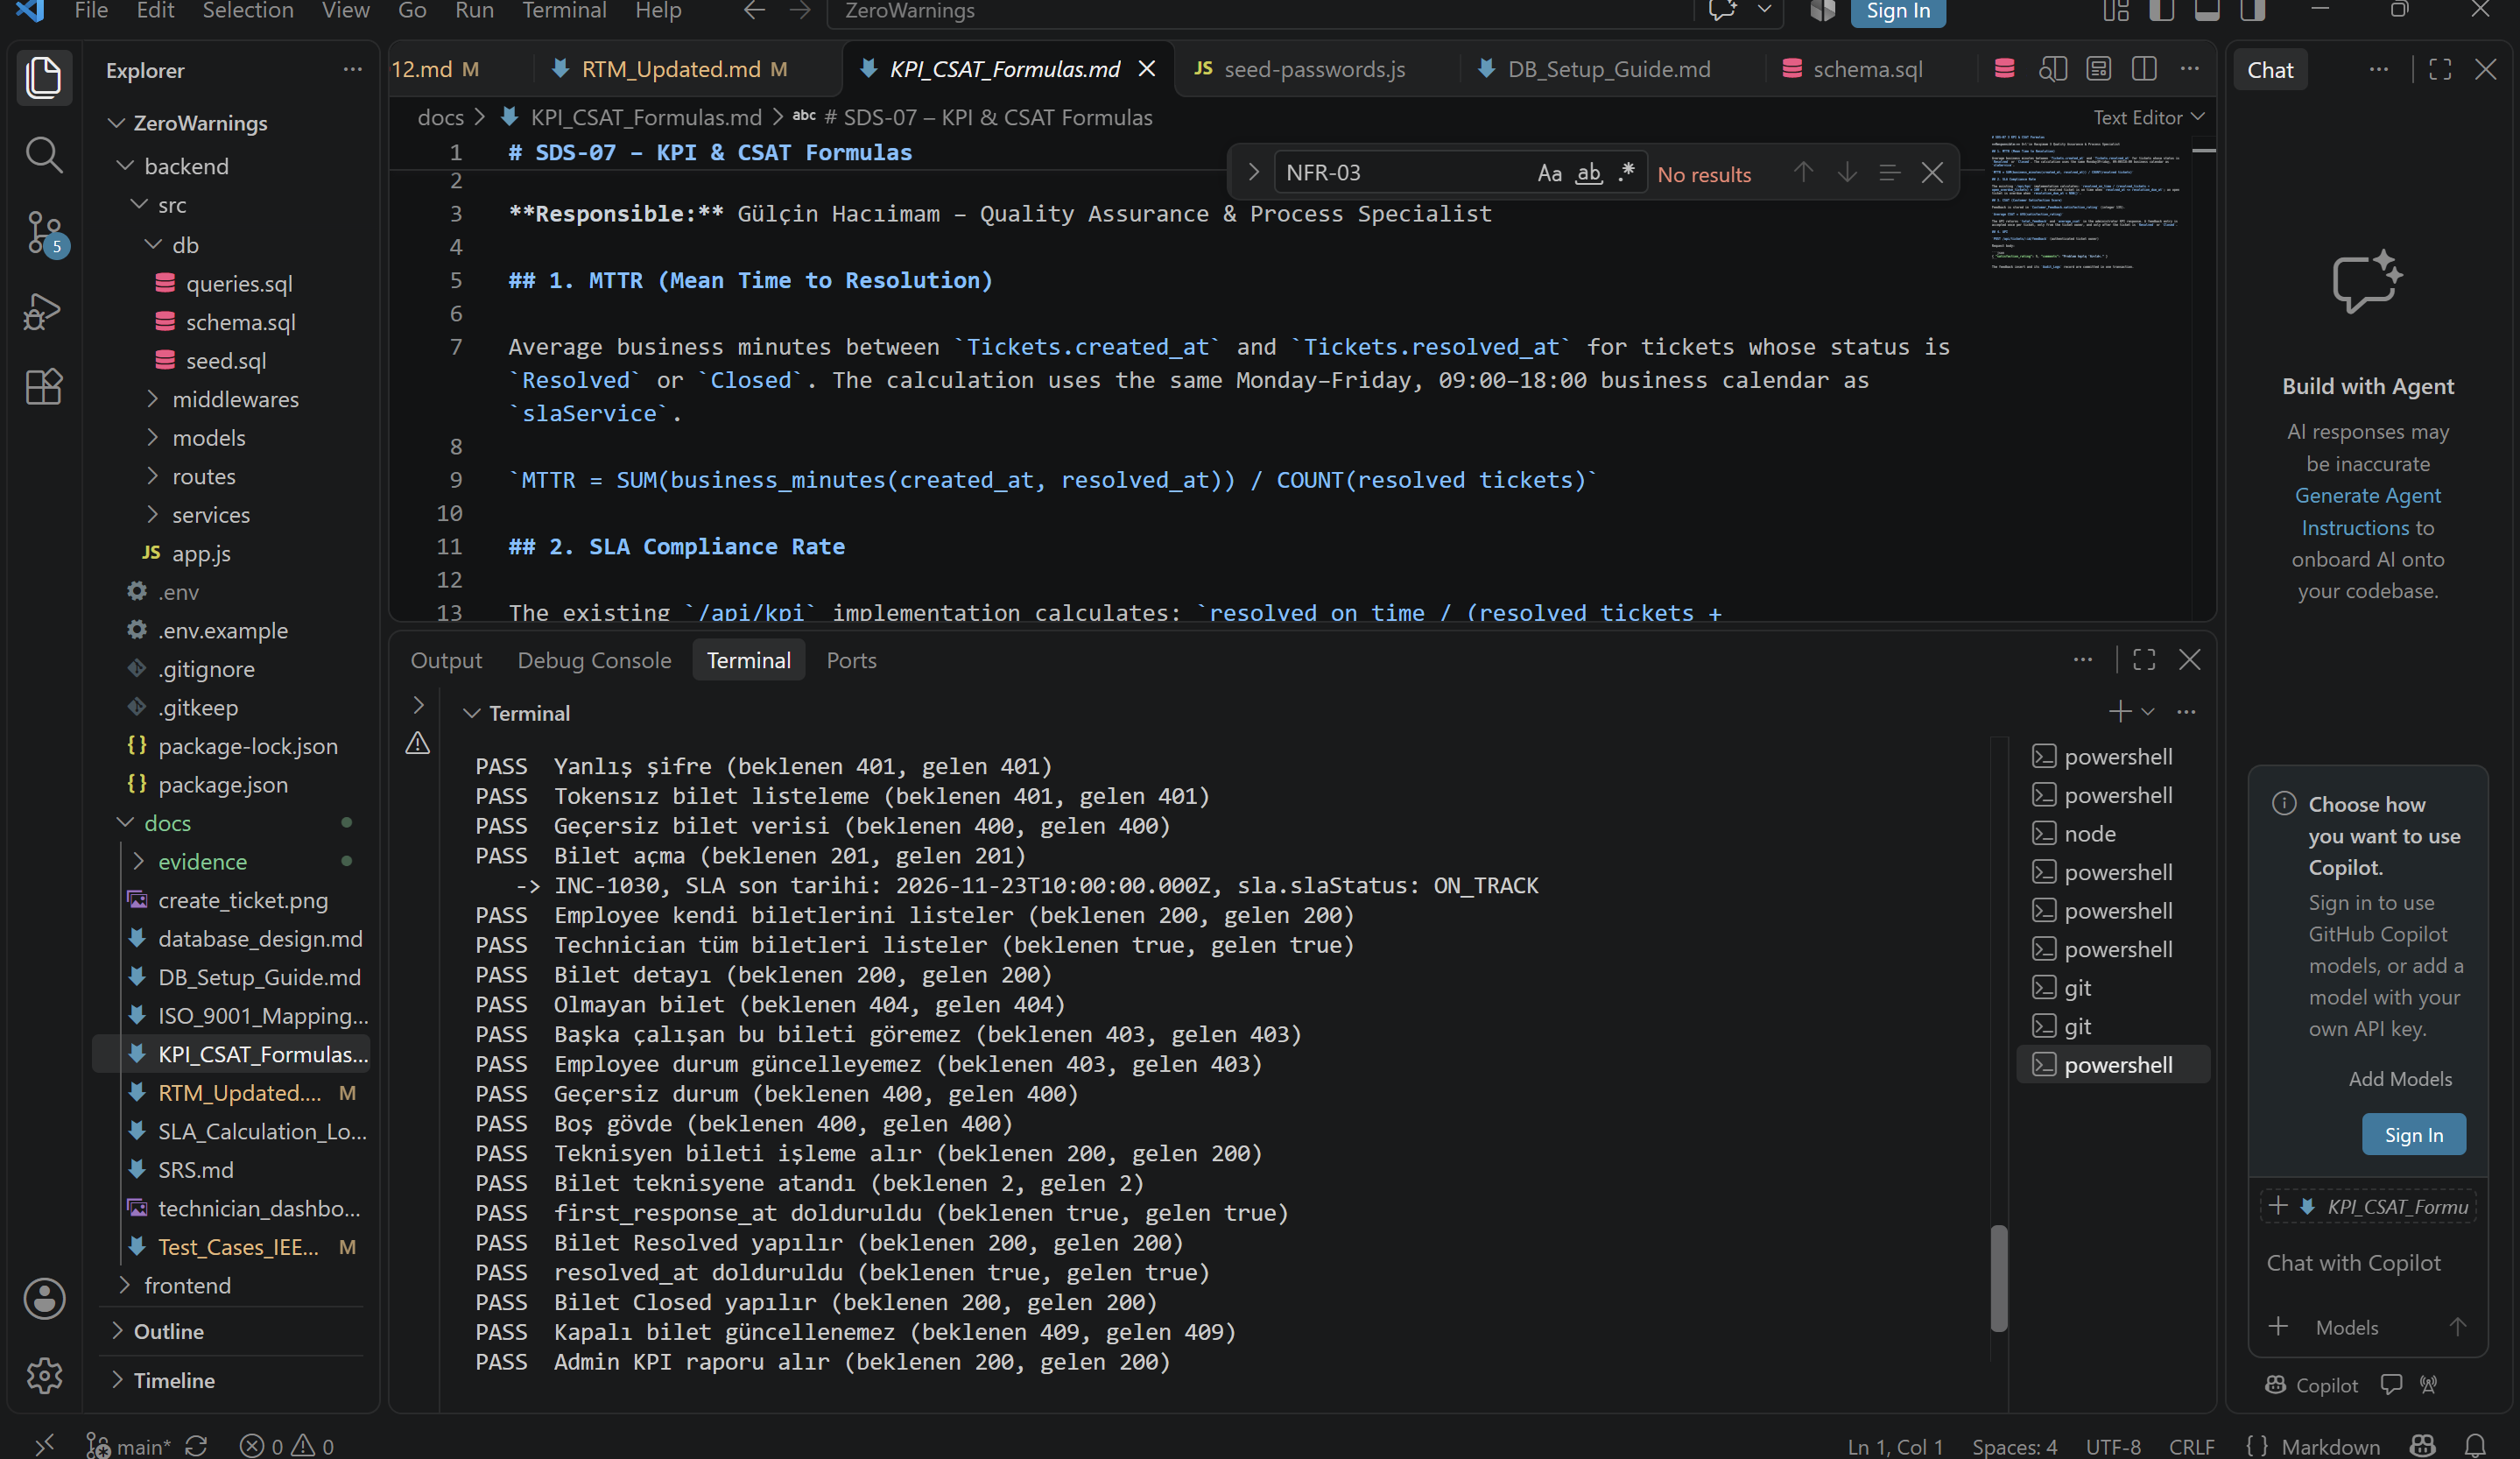 File Edit Selection View Go Run Terminal Help
ZeroWarnings
Sign In
Explorer
ZeroWarnings
backend
src
db
queries.sql
schema.sql
seed.sql
middlewares
models
routes
services
JS app.js
.env
.env.example
.gitignore
.gitkeep
{} package-lock.json
{} package.json
docs
evidence
create_ticket.png
database_design.md
DB_Setup_Guide.md
ISO_9001_Mapping...
KPI_CSAT_Formulas...
RTM_Updated.... M
SLA_Calculation_Lo...
SRS.md
technician_dashbo...
Test_Cases_IEE... M
frontend
Outline
Timeline
5
12.md M
RTM_Updated.md M
KPI_CSAT_Formulas.md
JS seed-passwords.js
DB_Setup_Guide.md
schema.sql
docs > KPI_CSAT_Formulas.md > abc # SDS-07 – KPI & CSAT Formulas
Text Editor
NFR-03
Aa ab .*
No results
1 # SDS-07 – KPI & CSAT Formulas
2
3 **Responsible:** Gülçin Hacıimam – Quality Assurance & Process Specialist
4
5 ## 1. MTTR (Mean Time to Resolution)
6
7 Average business minutes between `Tickets.created_at` and `Tickets.resolved_at` for tickets whose status is
`Resolved` or `Closed`. The calculation uses the same Monday–Friday, 09:00–18:00 business calendar as
`slaService`.
8
9 `MTTR = SUM(business_minutes(created_at, resolved_at)) / COUNT(resolved tickets)`
10
11 ## 2. SLA Compliance Rate
12
13 The existing `/api/kpi` implementation calculates: `resolved on time / (resolved tickets +
Output Debug Console Terminal Ports
Terminal
PASS Yanlış şifre (beklenen 401, gelen 401)
PASS Tokensız bilet listeleme (beklenen 401, gelen 401)
PASS Geçersiz bilet verisi (beklenen 400, gelen 400)
PASS Bilet açma (beklenen 201, gelen 201)
-> INC-1030, SLA son tarihi: 2026-11-23T10:00:00.000Z, sla.slaStatus: ON_TRACK
PASS Employee kendi biletlerini listeler (beklenen 200, gelen 200)
PASS Technician tüm biletleri listeler (beklenen true, gelen true)
PASS Bilet detayı (beklenen 200, gelen 200)
PASS Olmayan bilet (beklenen 404, gelen 404)
PASS Başka çalışan bu bileti göremez (beklenen 403, gelen 403)
PASS Employee durum güncelleyemez (beklenen 403, gelen 403)
PASS Geçersiz durum (beklenen 400, gelen 400)
PASS Boş gövde (beklenen 400, gelen 400)
PASS Teknisyen bileti işleme alır (beklenen 200, gelen 200)
PASS Bilet teknisyene atandı (beklenen 2, gelen 2)
PASS first_response_at dolduruldu (beklenen true, gelen true)
PASS Bilet Resolved yapılır (beklenen 200, gelen 200)
PASS resolved_at dolduruldu (beklenen true, gelen true)
PASS Bilet Closed yapılır (beklenen 200, gelen 200)
PASS Kapalı bilet güncellenemez (beklenen 409, gelen 409)
PASS Admin KPI raporu alır (beklenen 200, gelen 200)
powershell
powershell
node
powershell
powershell
powershell
git
git
powershell
Chat
Build with Agent
AI responses may
be inaccurate
Generate Agent
Instructions to
onboard AI onto
your codebase.
Choose how
you want to use
Copilot.
Sign in to use
GitHub Copilot
models, or add a
model with your
own API key.
Add Models
Sign In
KPI_CSAT_Formu
Chat with Copilot
Models
Copilot
main* 0 0
Ln 1, Col 1 Spaces: 4 UTF-8 CRLF {} Markdown